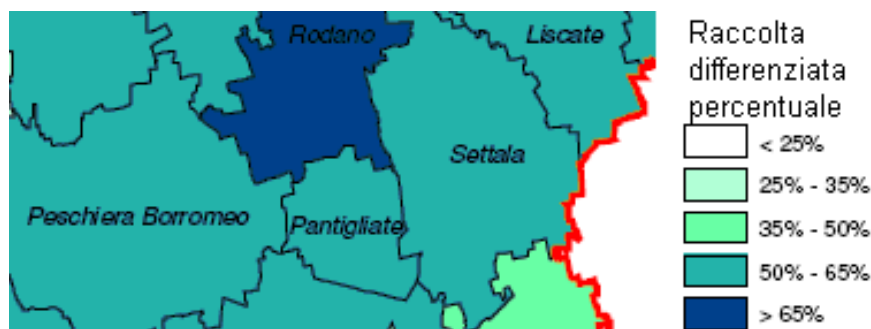 Rodano
Liscate
Settala
Peschiera Borromeo
Pantigliate
Raccolta
differenziata
percentuale
< 25%
25% - 35%
35% - 50%
50% - 65%
> 65%